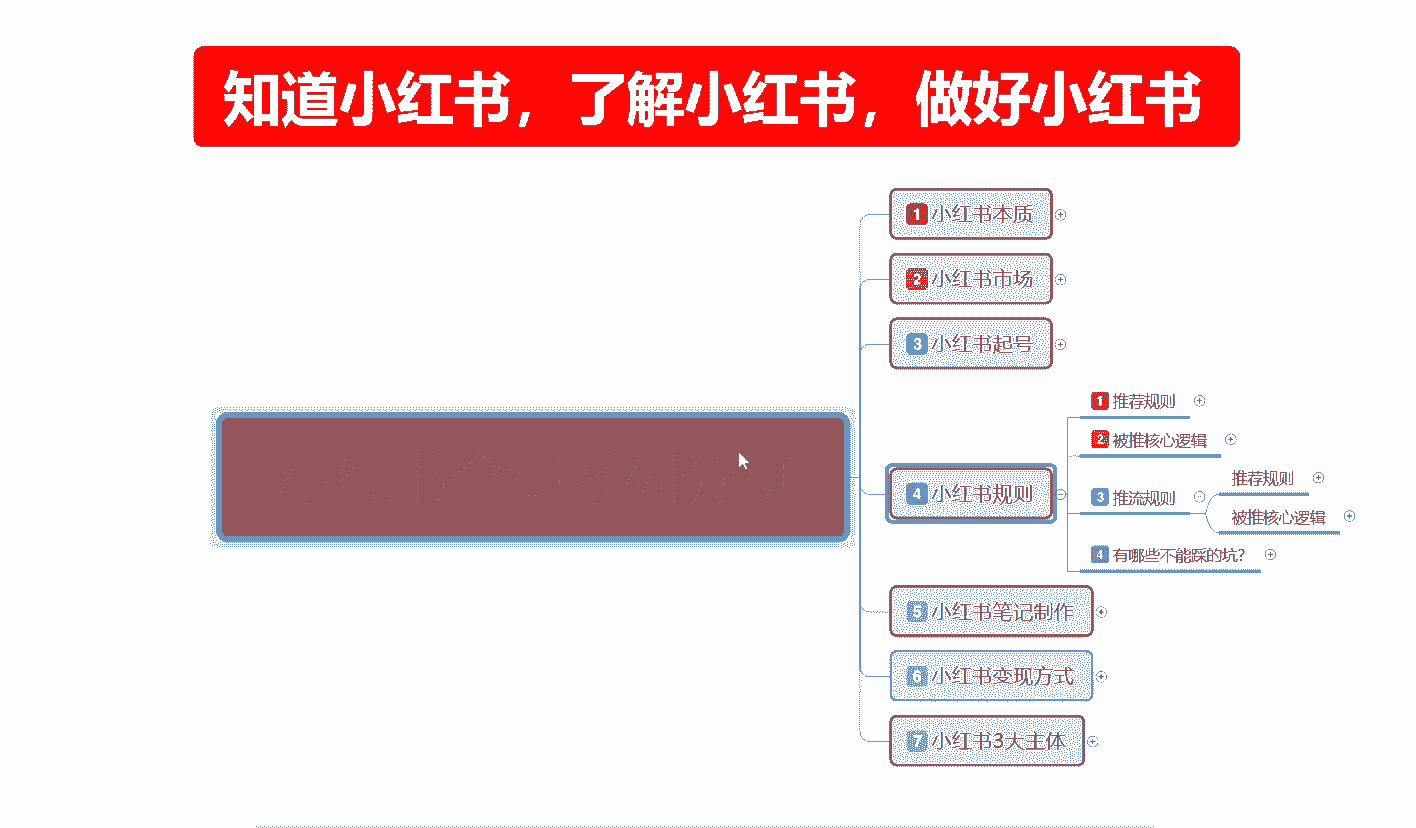 知道小红书，了解小红书，做好小红书
1 小红书本质
2 小红书市场
3 小红书起号
4 小红书规则
1 推荐规则
2 被推核心逻辑
3 推流规则
推荐规则
被推核心逻辑
4 有哪些不能踩的坑?
5 小红书笔记制作
6 小红书变现方式
7 小红书3大主体